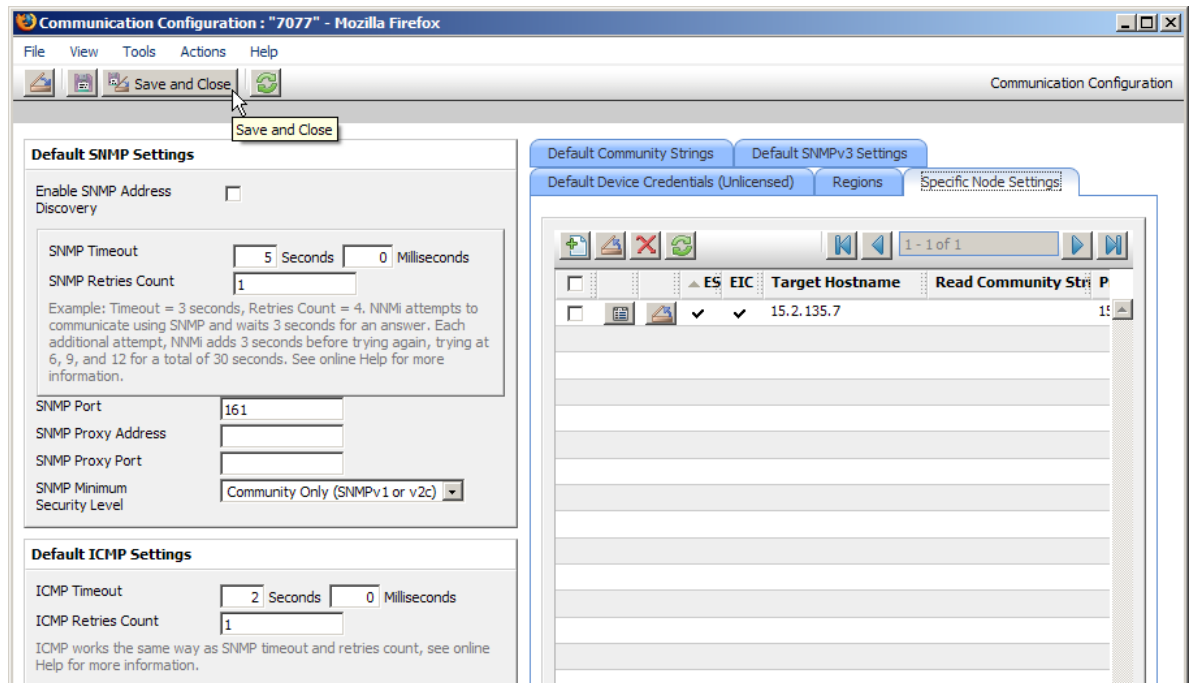 Communication Configuration : "7077" - Mozilla Firefox
File View Tools Actions Help
Save and Close
Communication Configuration
Save and Close
Default SNMP Settings
Enable SNMP Address
Discovery
SNMP Timeout 5 Seconds 0 Milliseconds
SNMP Retries Count 1
Example: Timeout = 3 seconds, Retries Count = 4. NNMi attempts to
communicate using SNMP and waits 3 seconds for an answer. Each
additional attempt, NNMi adds 3 seconds before trying again, trying at
6, 9, and 12 for a total of 30 seconds. See online Help for more
information.
SNMP Port 161
SNMP Proxy Address
SNMP Proxy Port
SNMP Minimum
Security Level
Community Only (SNMPv1 or v2c)
Default ICMP Settings
ICMP Timeout 2 Seconds 0 Milliseconds
ICMP Retries Count 1
ICMP works the same way as SNMP timeout and retries count, see online
Help for more information.
Default Community Strings Default SNMPv3 Settings
Default Device Credentials (Unlicensed) Regions Specific Node Settings
1 - 1 of 1
ES EIC Target Hostname Read Community Stri P
15.2.135.7 15